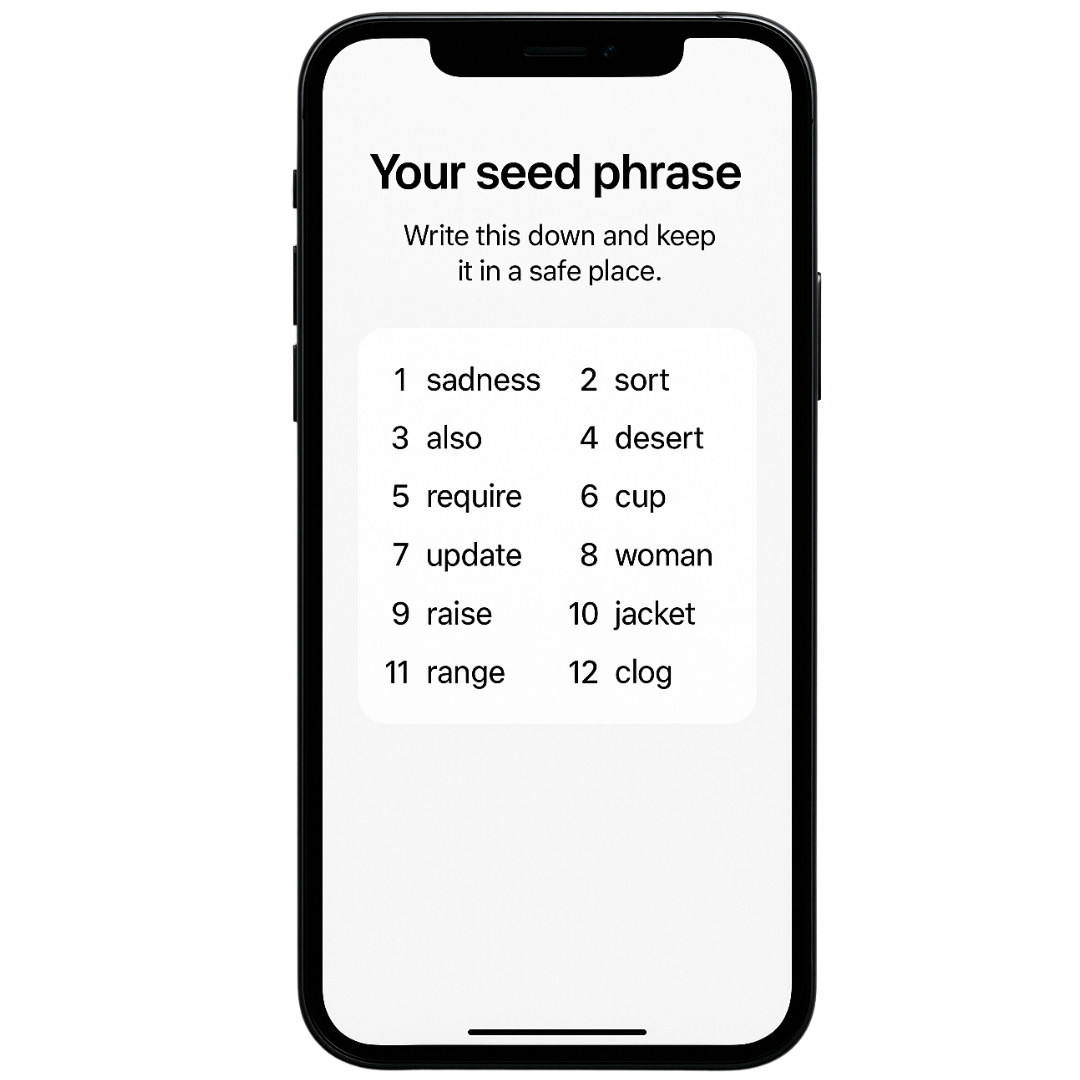 Your seed phrase
Write this down and keep
it in a safe place.
1 sadness 2 sort
3 also 4 desert
5 require 6 cup
7 update 8 woman
9 raise 10 jacket
11 range 12 clog